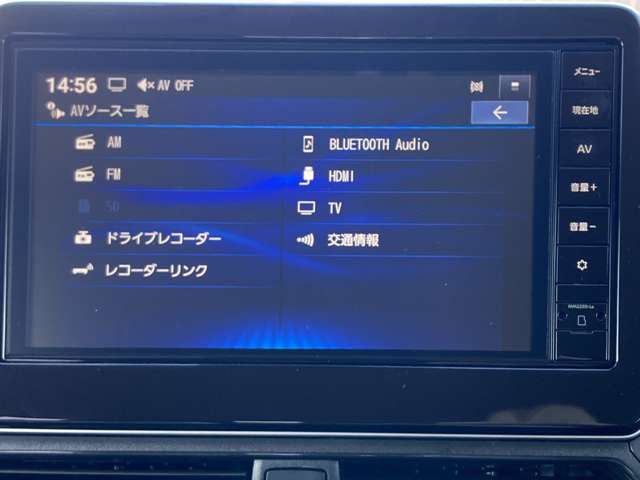 14:56 AV OFF
AVソース一覧
AM
FM
SD
ドライブレコーダー
レコーダーリンク
BLUETOOTH Audio
HDMI
TV
交通情報
メニュー
現在地
AV
音量+
音量-